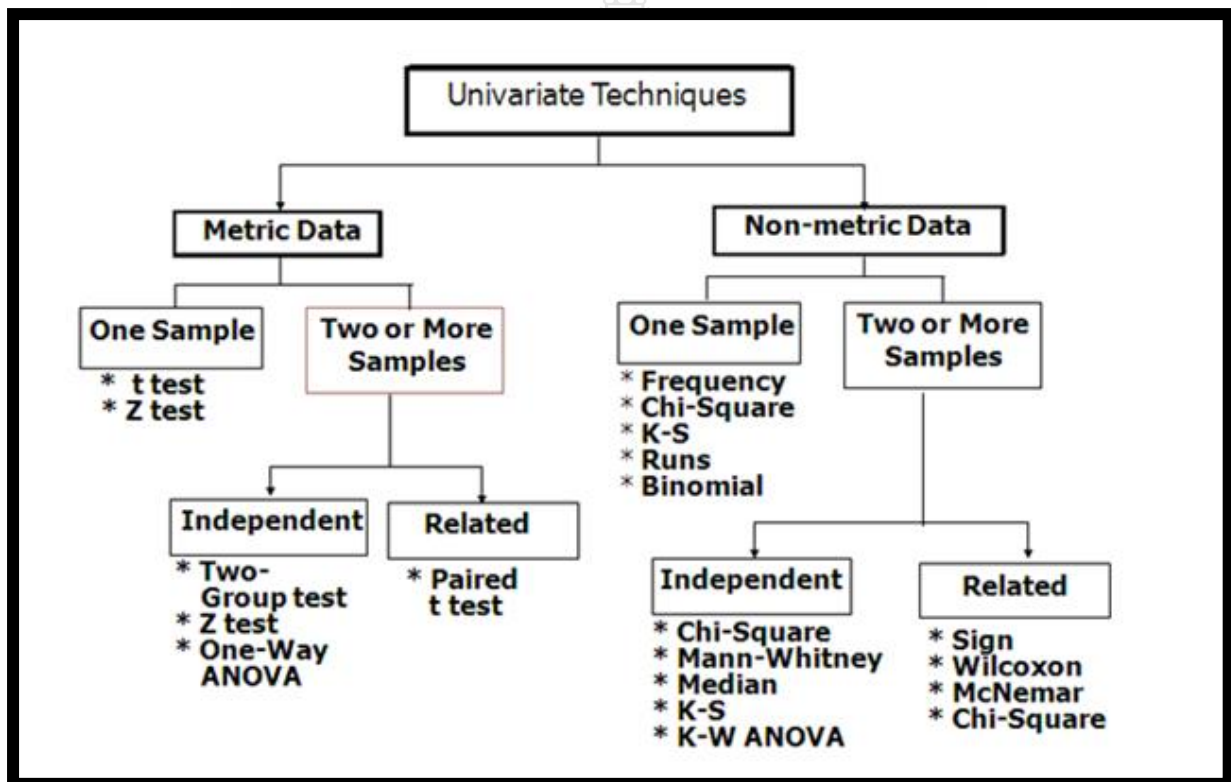 Univariate Techniques
Metric Data
Non-metric Data
One Sample
* t test
* Z test
Two or More
Samples
One Sample
* Frequency
* Chi-Square
* K-S
* Runs
* Binomial
Two or More
Samples
Independent
* Two-
Group test
* Z test
* One-Way
ANOVA
Related
* Paired
t test
Independent
* Chi-Square
* Mann-Whitney
* Median
* K-S
* K-W ANOVA
Related
* Sign
* Wilcoxon
* McNemar
* Chi-Square